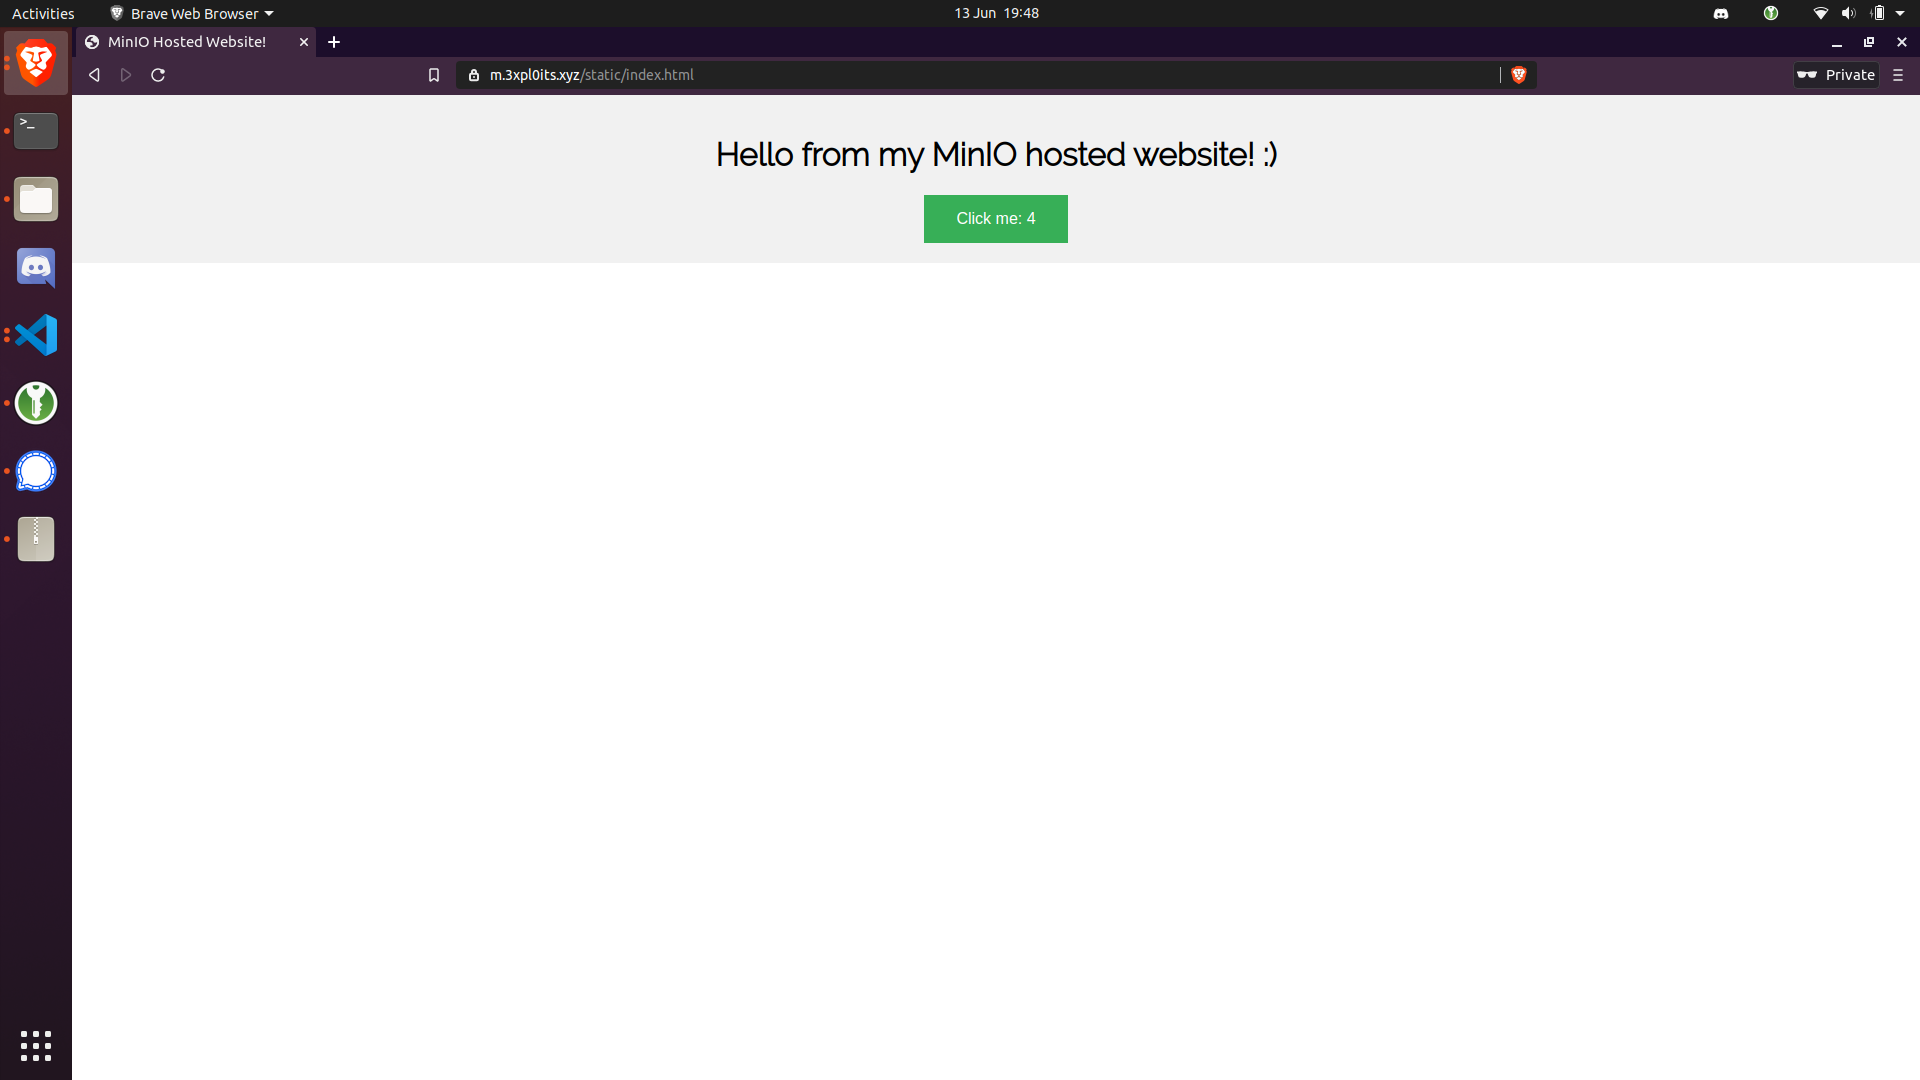 Activities
Brave Web Browser
13 Jun 19:48
MinIO Hosted Website!
m.3xpl0its.xyz/static/index.html
Private
>_
Hello from my MinIO hosted website! :)
Click me: 4